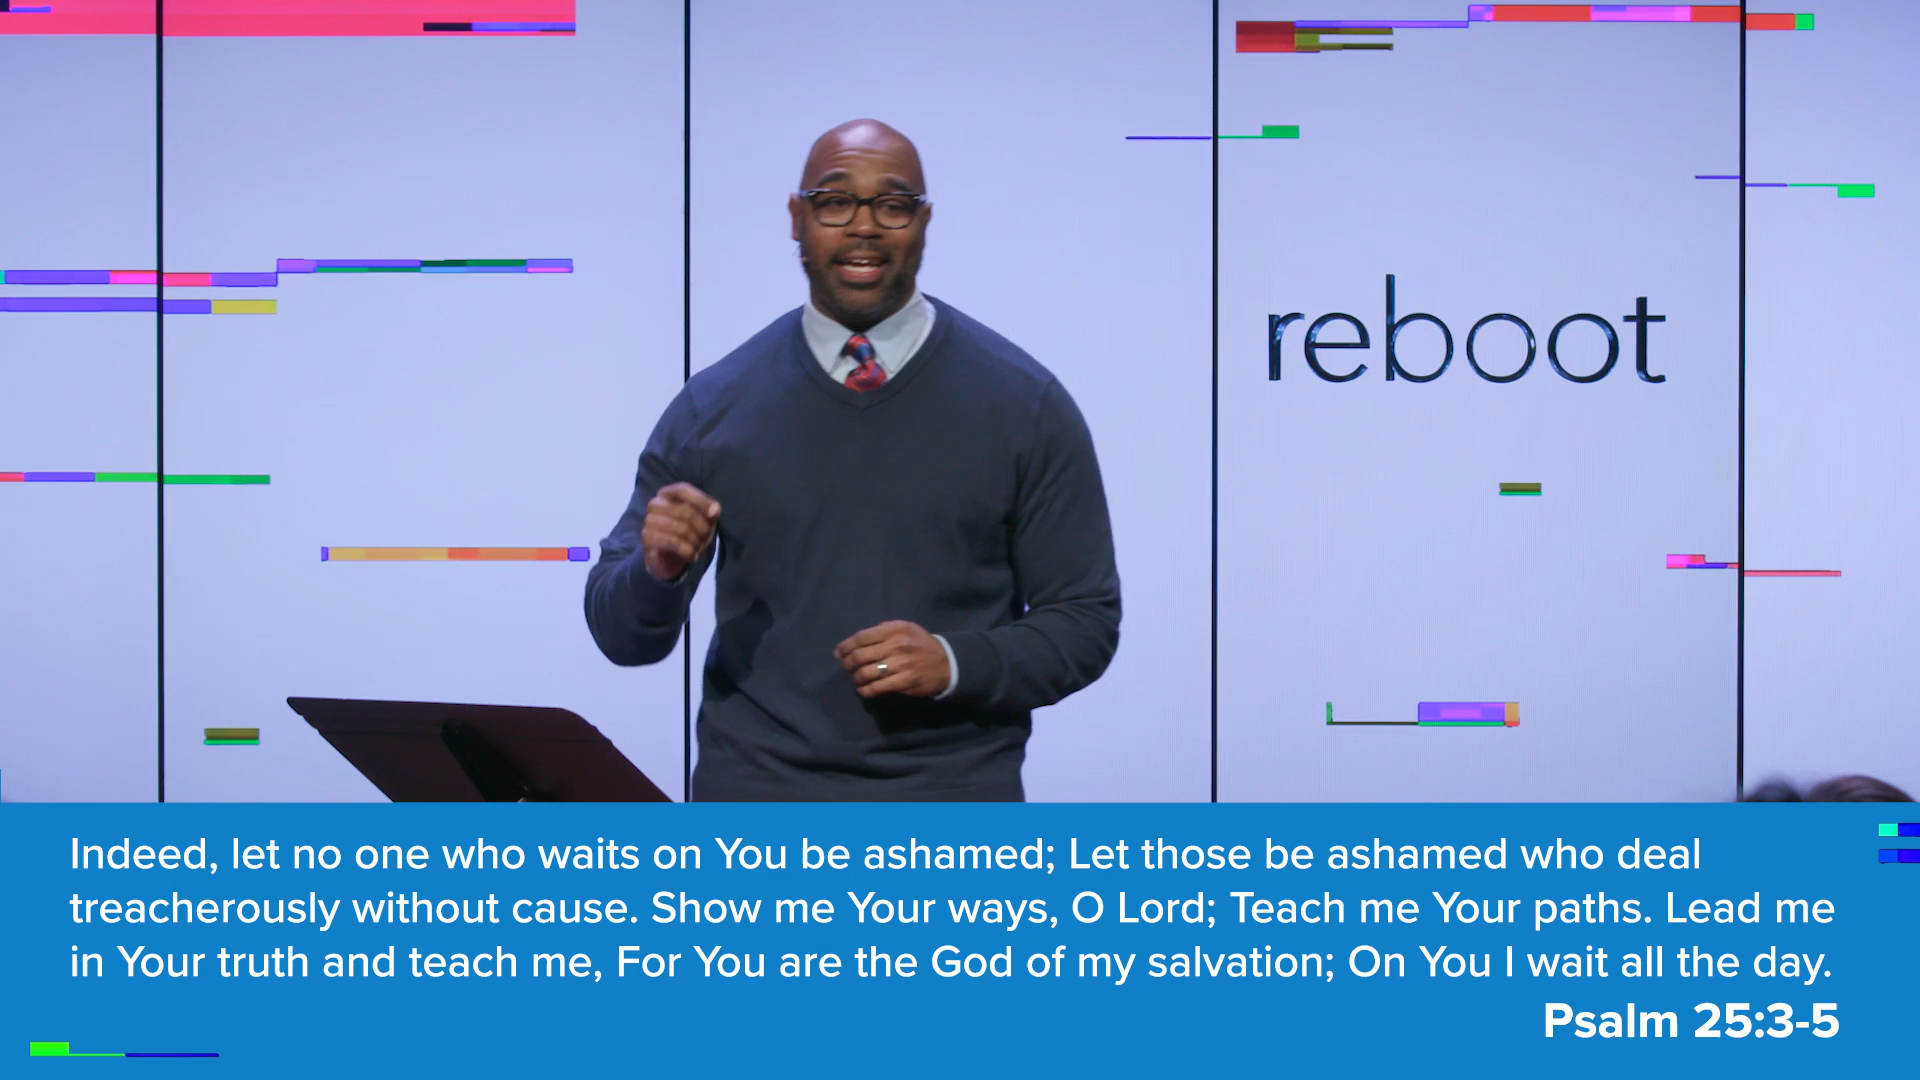 reboot
Indeed, let no one who waits on You be ashamed; Let those be ashamed who deal
treacherously without cause. Show me Your ways, O Lord; Teach me Your paths. Lead me
in Your truth and teach me, For You are the God of my salvation; On You I wait all the day.
Psalm 25:3-5